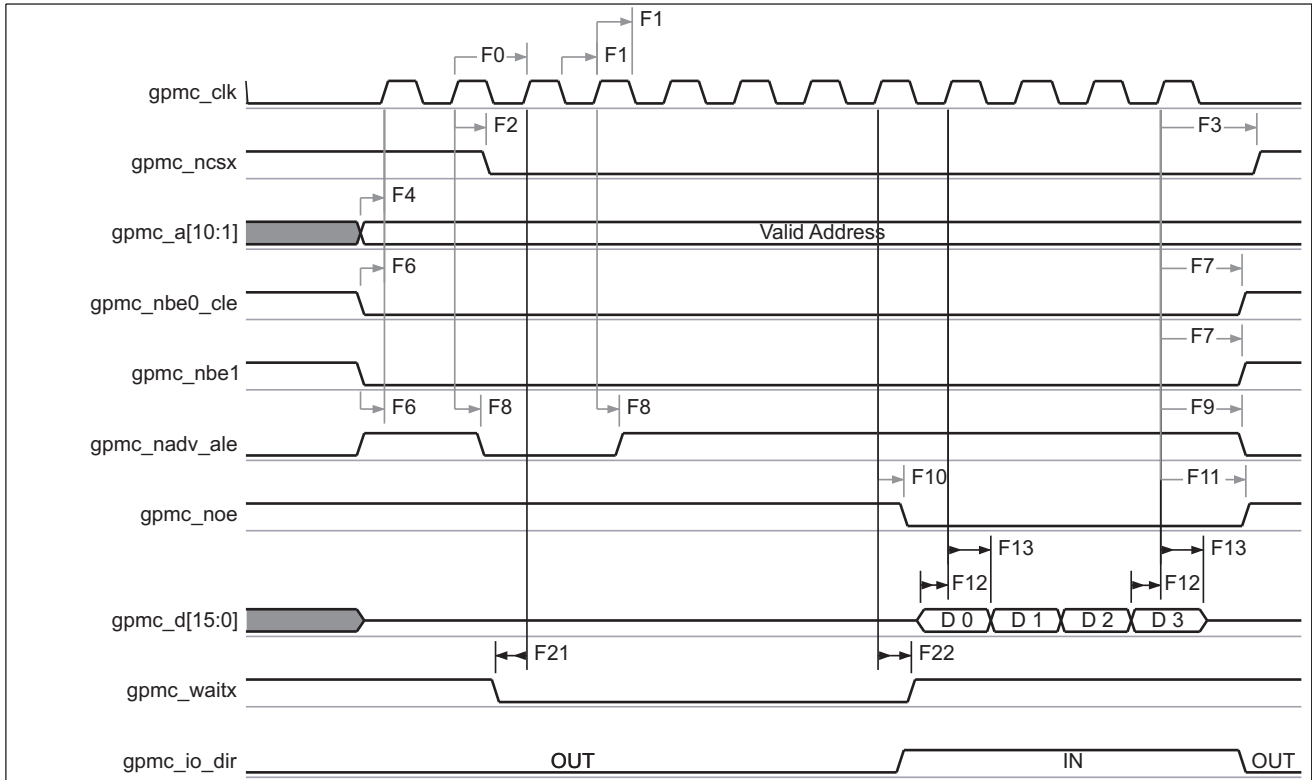 F1
F0
F1
gpmc_clk
F2
F3
gpmc_ncsx
F4
gpmc_a[10:1]
Valid Address
F6
F7
gpmc_nbe0_cle
F7
gpmc_nbe1
F6
F8
F8
F9
gpmc_nadv_ale
F10
F11
gpmc_noe
F13
F13
F12
F12
gpmc_d[15:0]
D 0
D 1
D 2
D 3
F21
F22
gpmc_waitx
gpmc_io_dir
OUT
IN
OUT